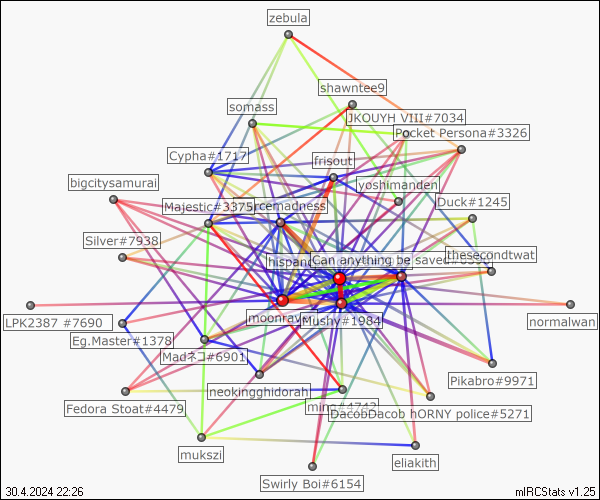 zebula
shawntee9
somass
JKOUYH VIII#7034
Pocket Persona#3326
Cypha#1717
frisout
bigcitysamurai
yoshimanden
Majestic#3375
rcemadness
Duck#1245
Silver#7938
thesecondtwat
Can anything be saved
LPK2387 #7690
moonrav
Mushy#1984
normalwan
Eg.Master#1378
Madネコ#6901
Pikabro#9971
neokingghidorah
Fedora Stoat#4479
DacobDacob hORNY police#5271
mukszi
eliakith
Swirly Boi#6154
30.4.2024 22:26
mIRCStats v1.25